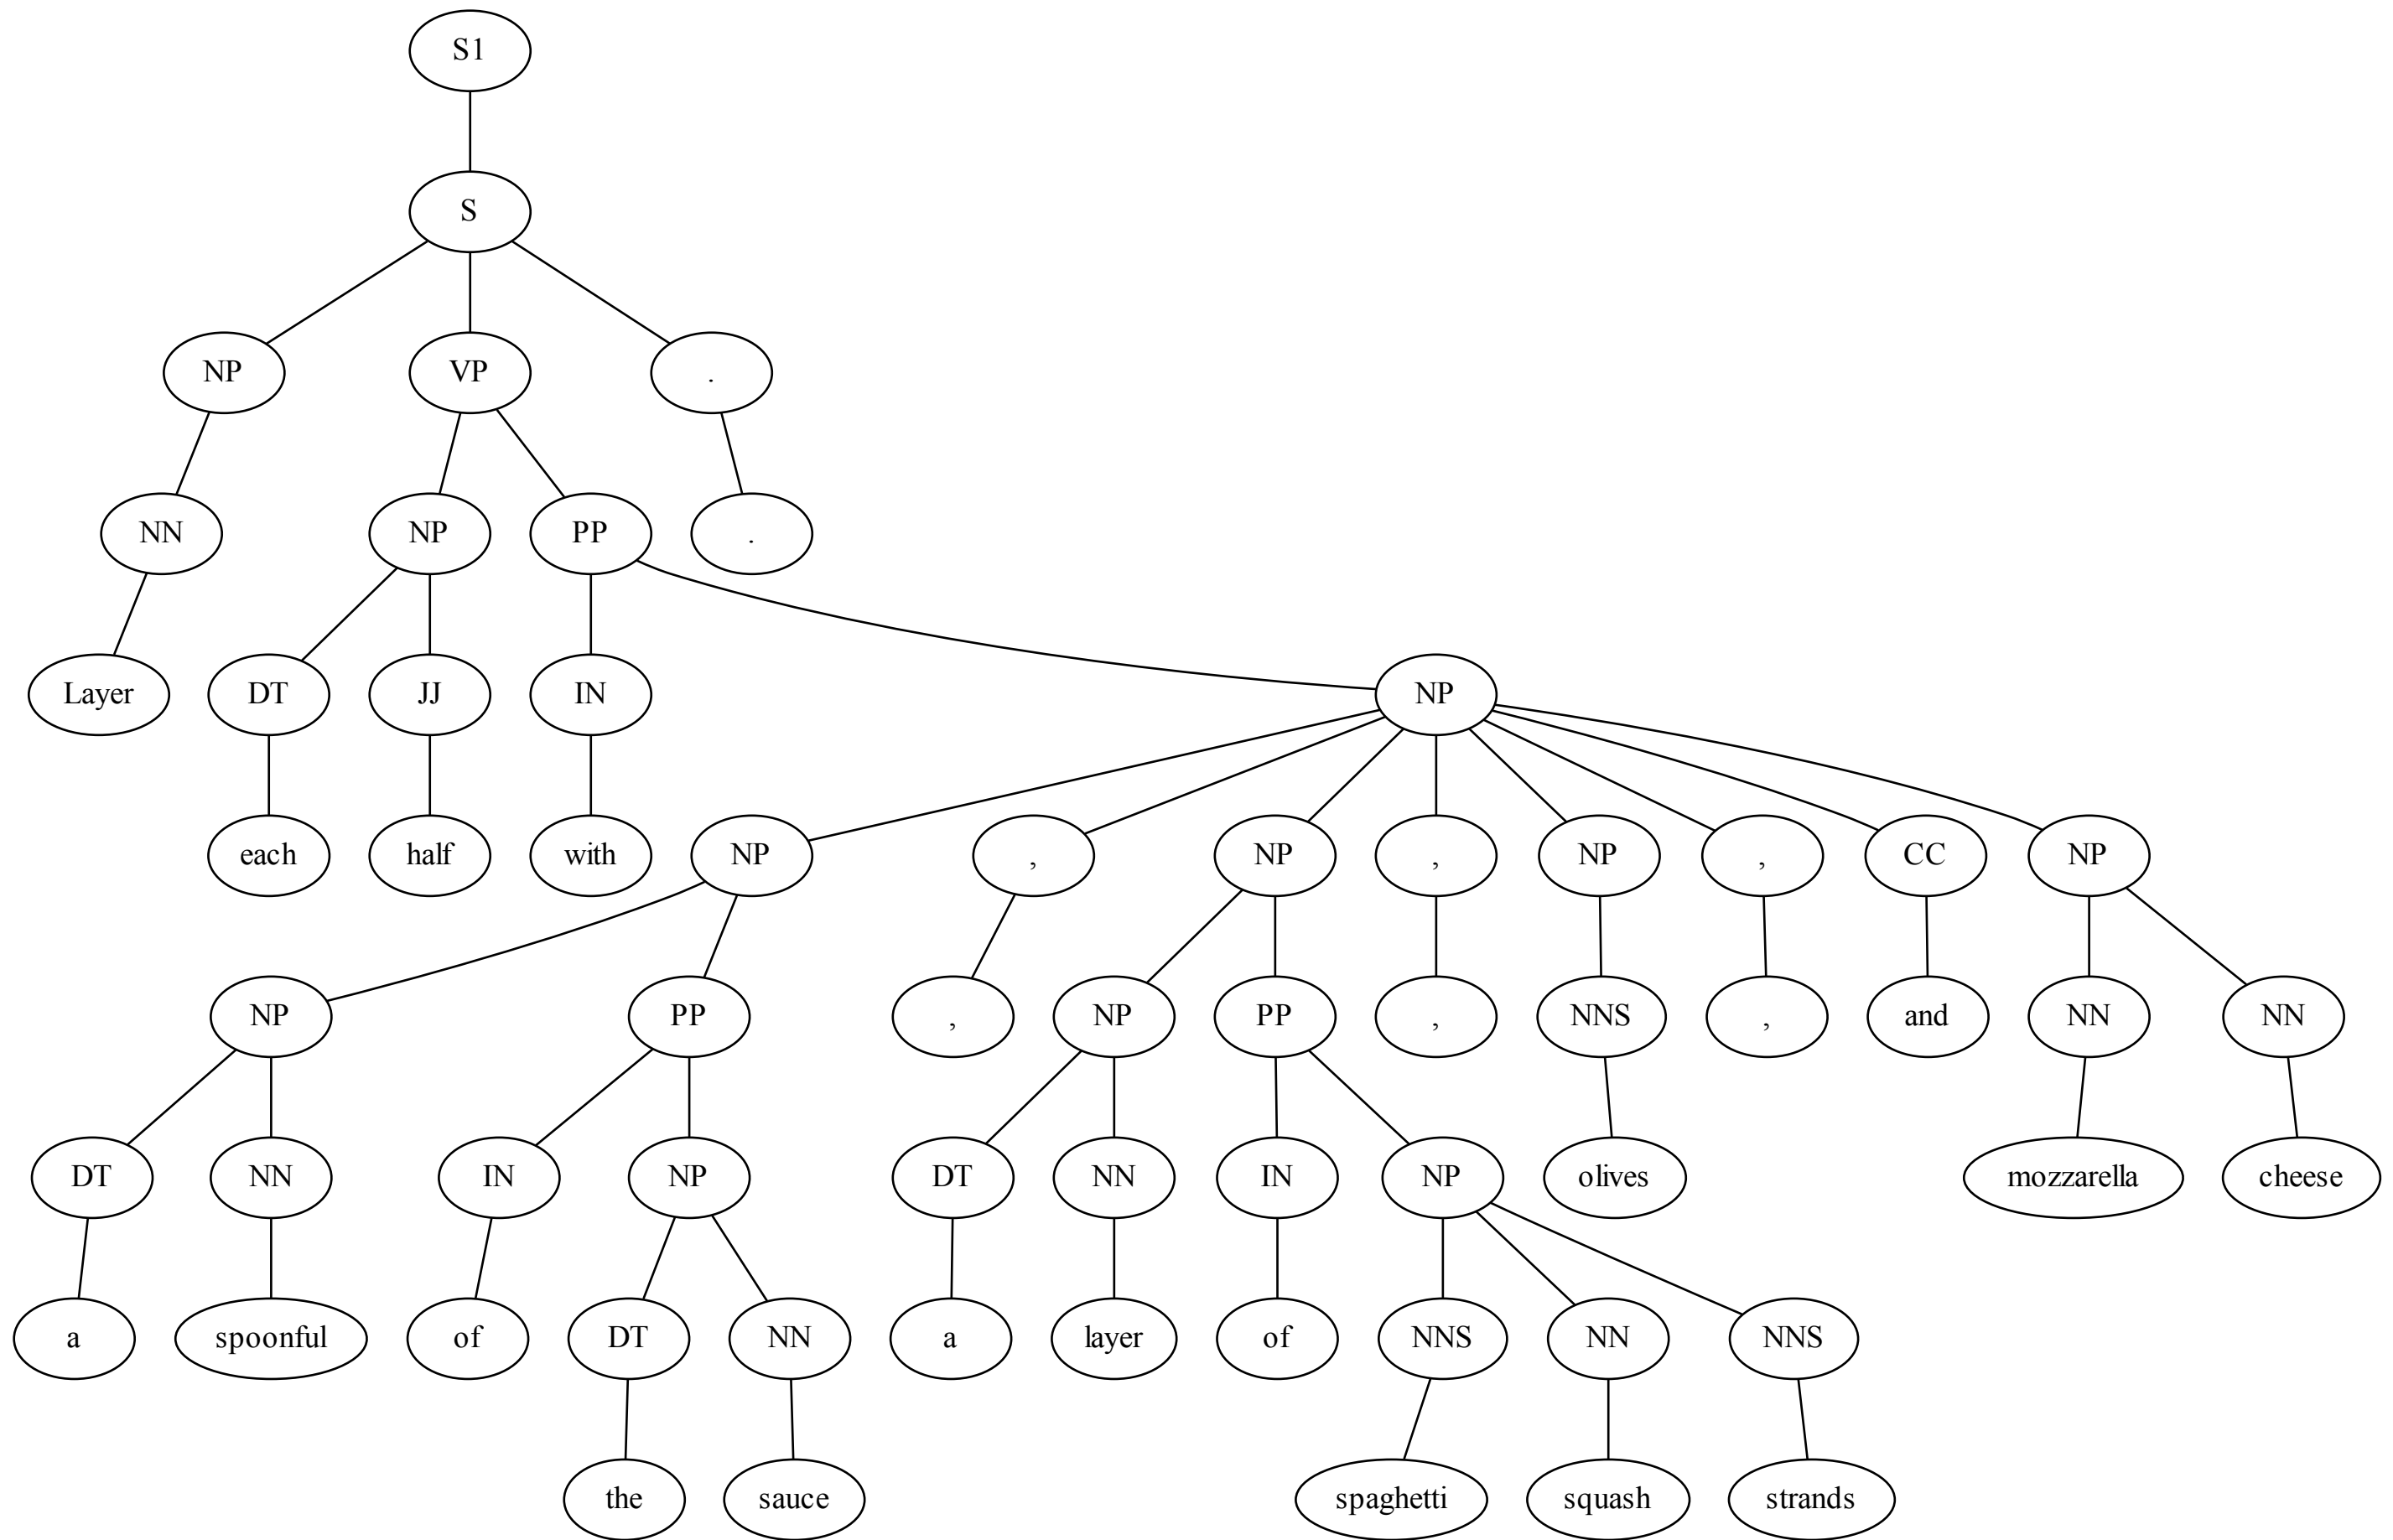 S1
S
NP VP .
NN NP PP .
Layer DT JJ IN NP
each half with NP , NP , NP , CC NP
NP PP , NP PP , NNS , and NN NN
DT NN IN NP DT NN IN NP olives mozzarella cheese
a spoonful of DT NN a layer of NNS NN NNS
the sauce spaghetti squash strands